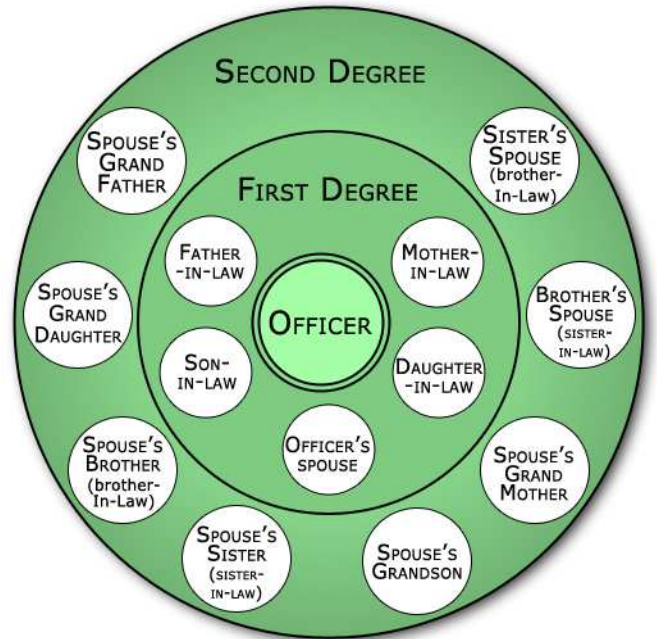 SECOND DEGREE
SPOUSE'S
GRAND
FATHER
SISTER'S
SPOUSE
(brother-
In-Law)
FIRST DEGREE
FATHER
-IN-LAW
MOTHER-
IN-LAW
SPOUSE'S
GRAND
DAUGHTER
OFFICER
BROTHER'S
SPOUSE
(SISTER-
IN-LAW)
SON-
IN-LAW
DAUGHTER
-IN-LAW
SPOUSE'S
BROTHER
(brother-
In-Law)
OFFICER'S
SPOUSE
SPOUSE'S
GRAND
MOTHER
SPOUSE'S
SISTER
(SISTER-
IN-LAW)
SPOUSE'S
GRANDSON